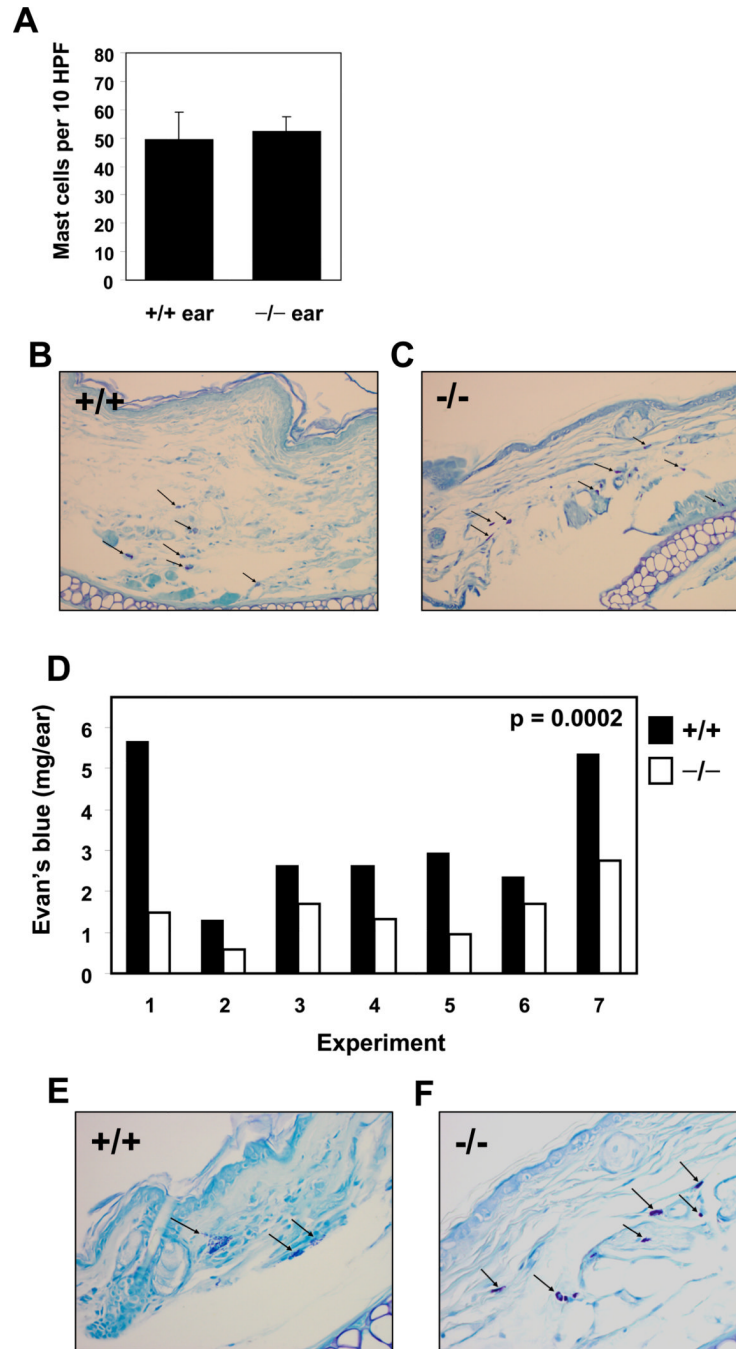 A
Mast cells per 10 HPF
80
70
60
50
40
30
20
10
0
+/+ ear
−/− ear
B
+/+
C
-/-
D
Evan's blue (mg/ear)
6
5
3
2
1
0
p = 0.0002
+/+
−/−
1 2 3 4 5 6 7
Experiment
E
+/+
F
-/-